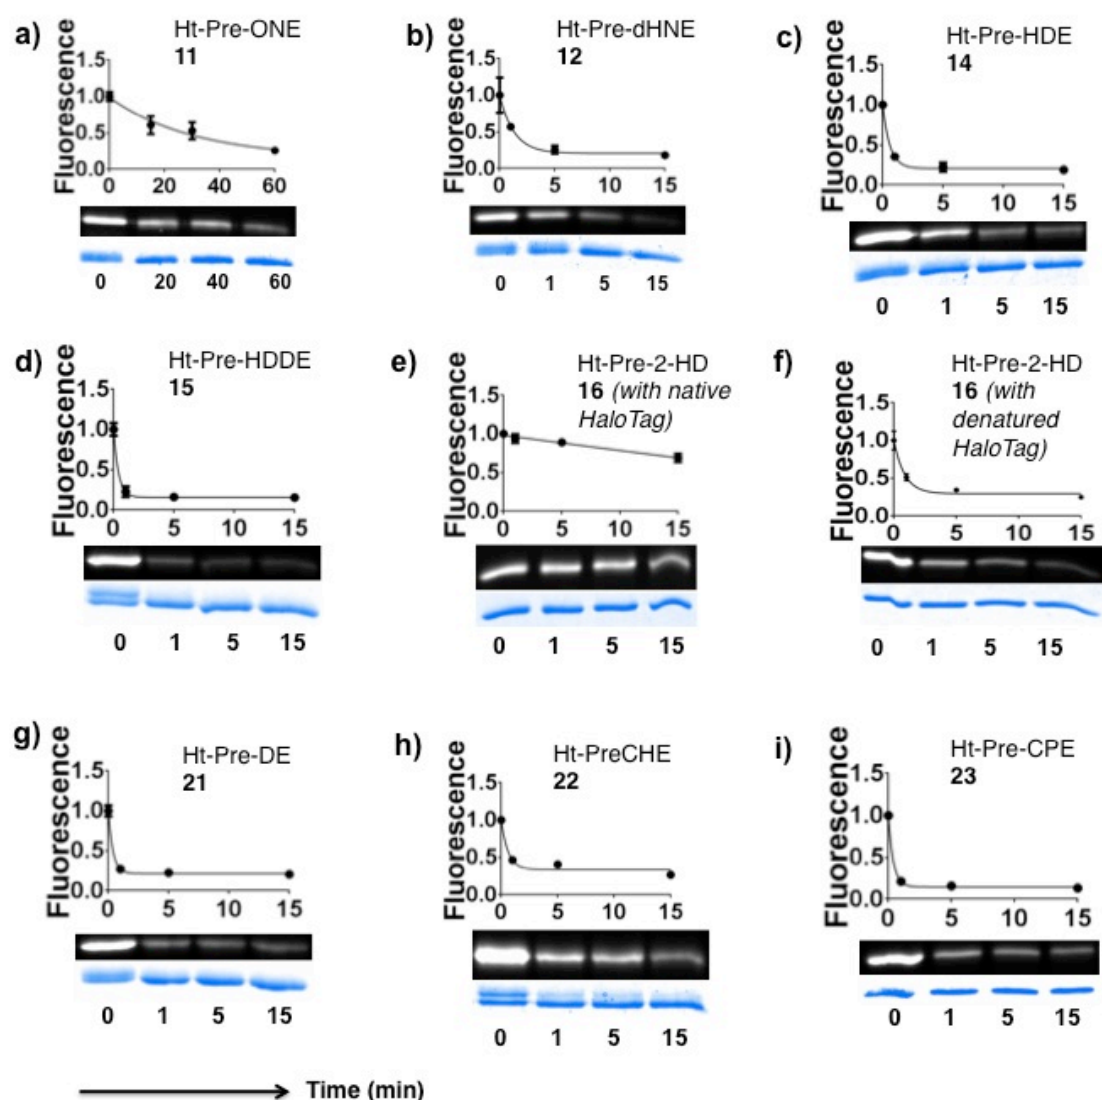 a)
Ht-Pre-ONE
11
Fluorescence
1.5
1.0
0.5
0.0
0 20 40 60
0 20 40 60
b)
Ht-Pre-dHNE
12
Fluorescence
1.5
1.0
0.5
0.0
0 5 10 15
0 1 5 15
c)
Ht-Pre-HDE
14
Fluorescence
1.5
1.0
0.5
0.0
0 5 10 15
0 1 5 15
d)
Ht-Pre-HDDE
15
Fluorescence
1.5
1.0
0.5
0.0
0 5 10 15
0 1 5 15
e)
Ht-Pre-2-HD
16 (with native
HaloTag)
Fluorescence
1.5
1.0
0.5
0.0
0 5 10 15
0 1 5 15
f)
Ht-Pre-2-HD
16 (with
denatured
HaloTag)
Fluorescence
1.5
1.0
0.5
0.0
0 5 10 15
0 1 5 15
g)
Ht-Pre-DE
21
Fluorescence
1.5
1.0
0.5
0.0
0 5 10 15
0 1 5 15
h)
Ht-PreCHE
22
Fluorescence
1.5
1.0
0.5
0.0
0 5 10 15
0 1 5 15
i)
Ht-Pre-CPE
23
Fluorescence
1.5
1.0
0.5
0.0
0 5 10 15
0 1 5 15
Time (min)